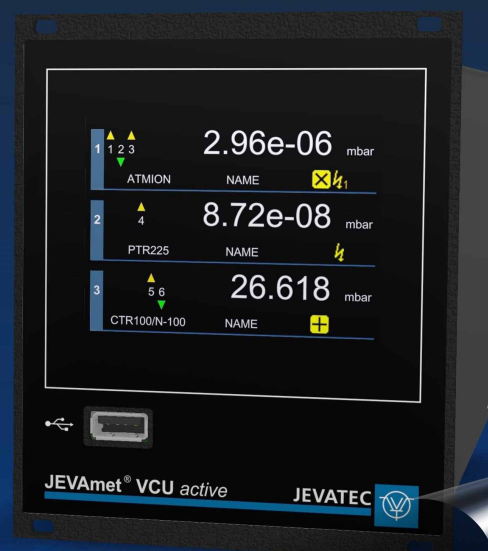 1 1 2 3 2.96e-06 mbar
ATMION NAME 1
2 4 8.72e-08 mbar
PTR225 NAME
3 5 6 26.618 mbar
CTR100/N-100 NAME
JEVAmet® VCU active JEVATEC